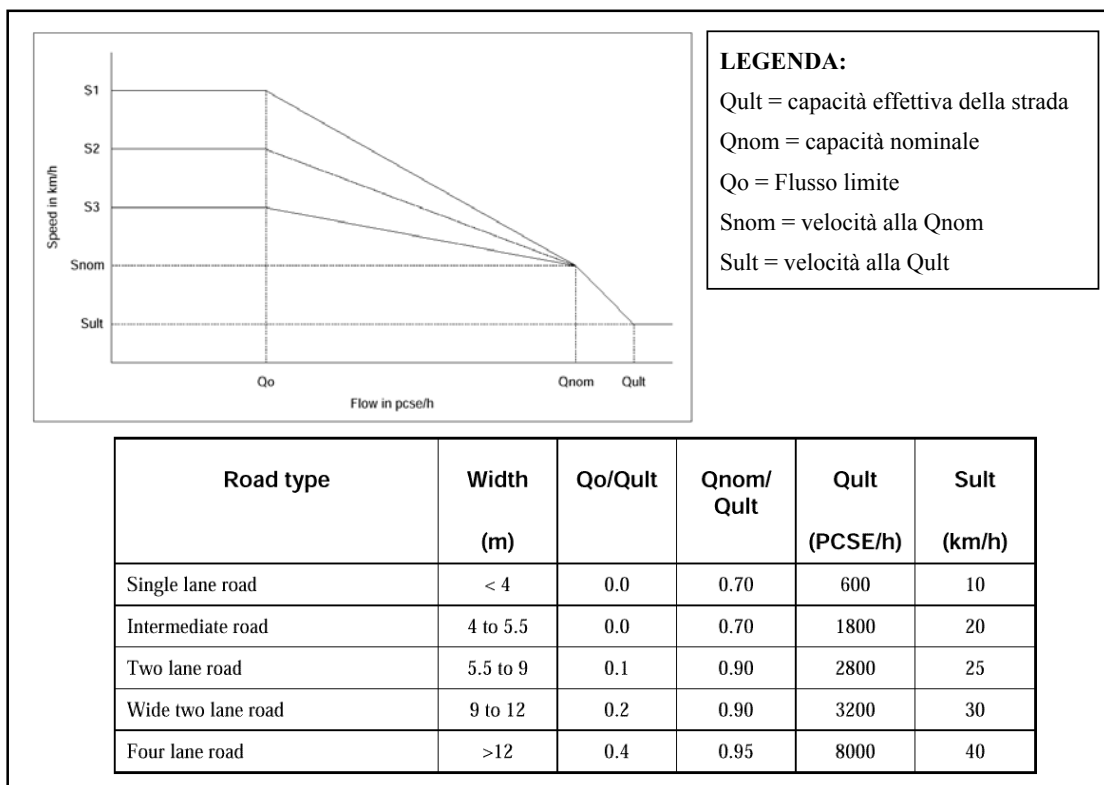 S1
S2
S3
Snom
Sult
Speed in km/h
Qo
Qnom
Qult
Flow in pcse/h
LEGENDA:
Qult = capacità effettiva della strada
Qnom = capacità nominale
Qo = Flusso limite
Snom = velocità alla Qnom
Sult = velocità alla Qult
Road type Width Qo/Qult Qnom/ Qult Sult
Qult
(m) (PCSE/h) (km/h)
Single lane road < 4 0.0 0.70 600 10
Intermediate road 4 to 5.5 0.0 0.70 1800 20
Two lane road 5.5 to 9 0.1 0.90 2800 25
Wide two lane road 9 to 12 0.2 0.90 3200 30
Four lane road >12 0.4 0.95 8000 40